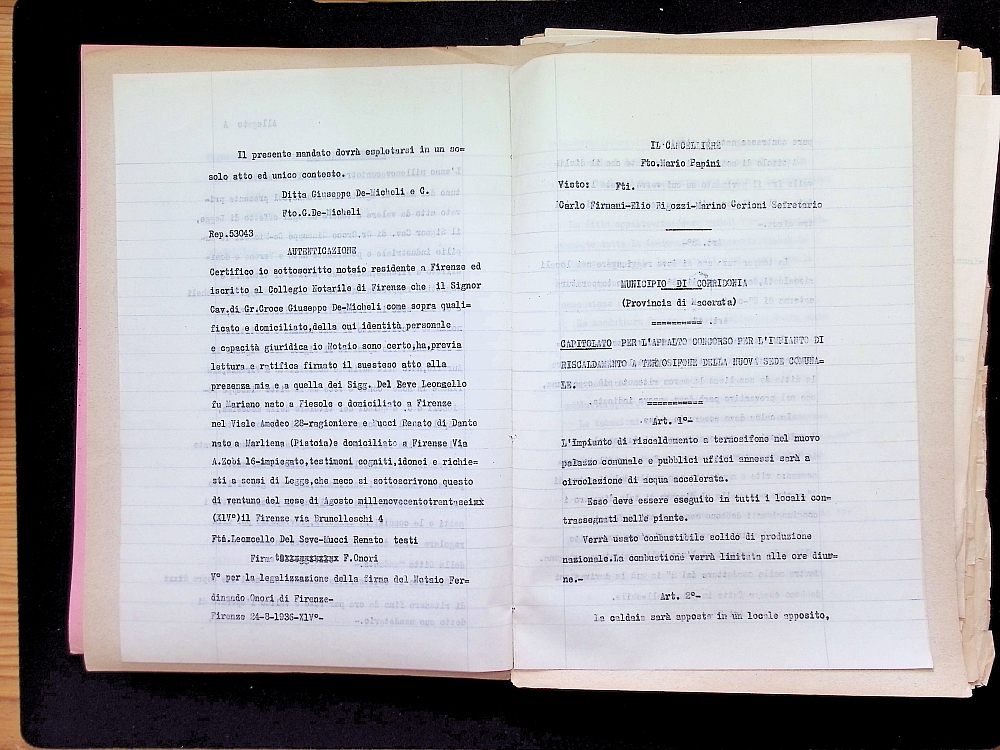 Il presente mandato dovrà espletarsi in un so=
solo atto ed unico contesto.
Ditta Giuseppe De-Micheli e C.
Fto.G.De-Micheli
Rep.53043
AUTENTICAZIONE
Certifico io sottoscritto notaio residente a Firenze ed
iscritto al Collegio Notarile di Firenze che il Signor
Cav.di Gr.Croce Giuseppe De-Micheli come sopra quali=
ficato e domiciliato,della cui identità personale
e capacità giuridica io Notaio sono certo,ha,previa
lettura e ratifica firmato il suesteso atto alla
presenza mia e a quella dei Sigg. Del Beve Leoncello
fu Mariano nato a Fiesole e domiciliato a Firenze
nel Viale Amadeo 28-ragioniere e Nucci Renato di Dante
nato a Marliana (Pistoia)e domiciliato a Firenze Via
A.Zobi 16-impiegato,testimoni cogniti,idonei e richie=
sti a sensi di Legge,che meco si sottoscrivono questo
di ventuno del mese di Agosto millenovecentotrentaseixx
(XIV°)il Firenze via Brunelleschi 4
Fti.Leomcello Del Seve-Nucci Renato testi
F.Onori
V° per la legalizzazione della firma del Notaio Fer=
dinando Onori di Firenze-
Firenze 24-8-1936-XIV°-
IL CANCELLIERE
Fto.Mario Papini
Visto: Fti.
Carlo Firmani-Elio Bigozzi-Marino Cerioni Sefretario
MUNICIPIO DI CORRIDONIA
(Provincia di Macerata)
==========
CAPITOLATO PER L'APPALTO CONCORSO PER L'IMPIANTO DI
RISCALDAMENTO A TERMOSIFONE DELLA NUOVA SEDE COMUNA=
LE.
===========
Art. 1°-
L'Impianto di riscaldamento a termosifone nel nuovo
palazzo comunale e pubblici uffici annessi sarà a
circolazione di acqua accelerata.
Esso deve essere eseguito in tutti i locali con=
trassegnati nelle piante.
Verrà usato combustibile solido di produzione
nazionale.La combustione verrà limitata alle ore diur=
ne.-
Art. 2°-
La caldaia sarà apposta in un locale apposito,